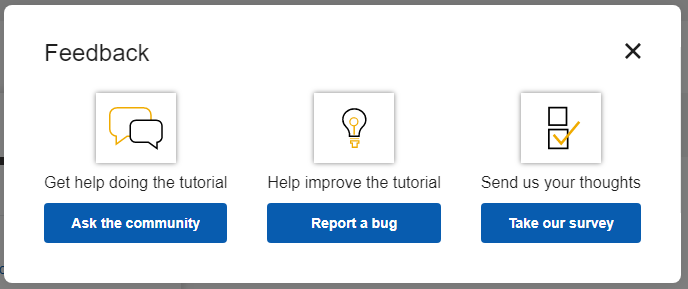 Feedback
Get help doing the tutorial
Help improve the tutorial
Send us your thoughts
Ask the community
Report a bug
Take our survey